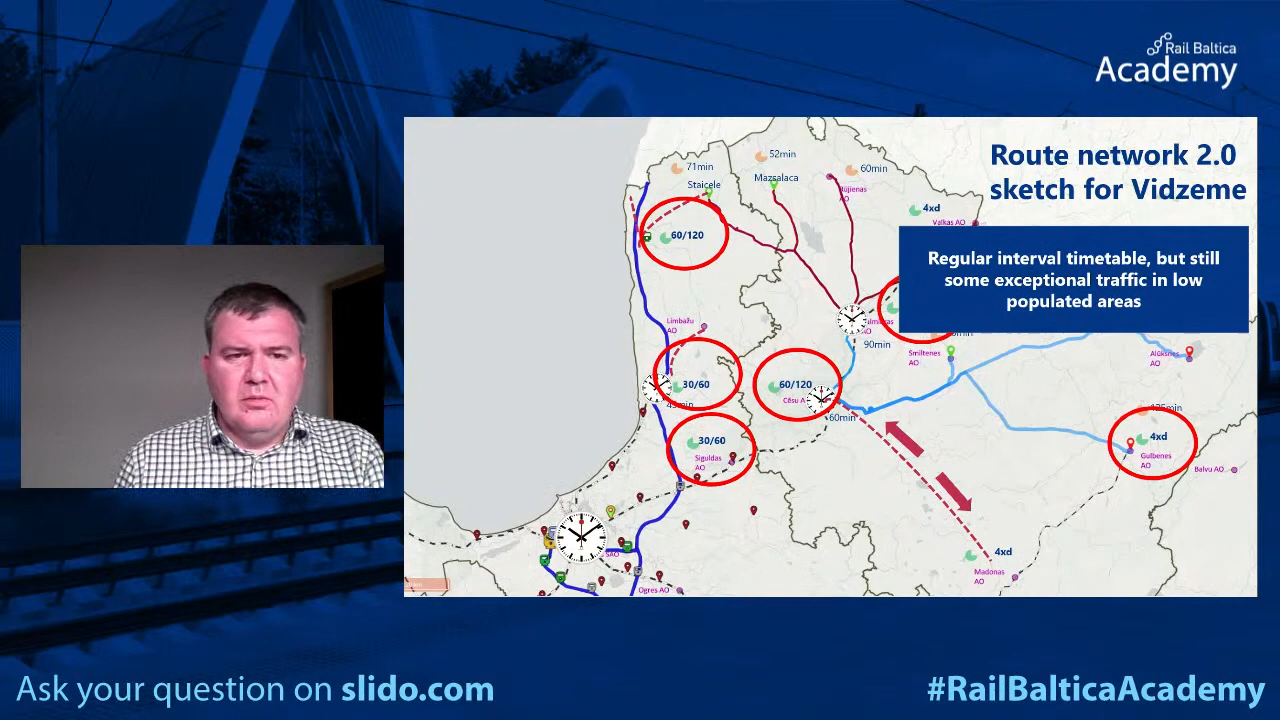 Rail Baltica
Academy
Route network 2.0
sketch for Vidzeme
Regular interval timetable, but still
some exceptional traffic in low
populated areas
71min
52min
60min
Staicele
Mazsalaca
AO
4xd
Valkas AO
60/120
Limbažu
AO
AO
90min
Smiltenes
AO
Alūksnes
AO
30/60
60/120
60min
30/60
Siguldas
AO
4xd
Gulbenes
AO
Balvu AO
4xd
Madonas
AO
Ogres AO
Ask your question on slido.com
#RailBalticaAcademy